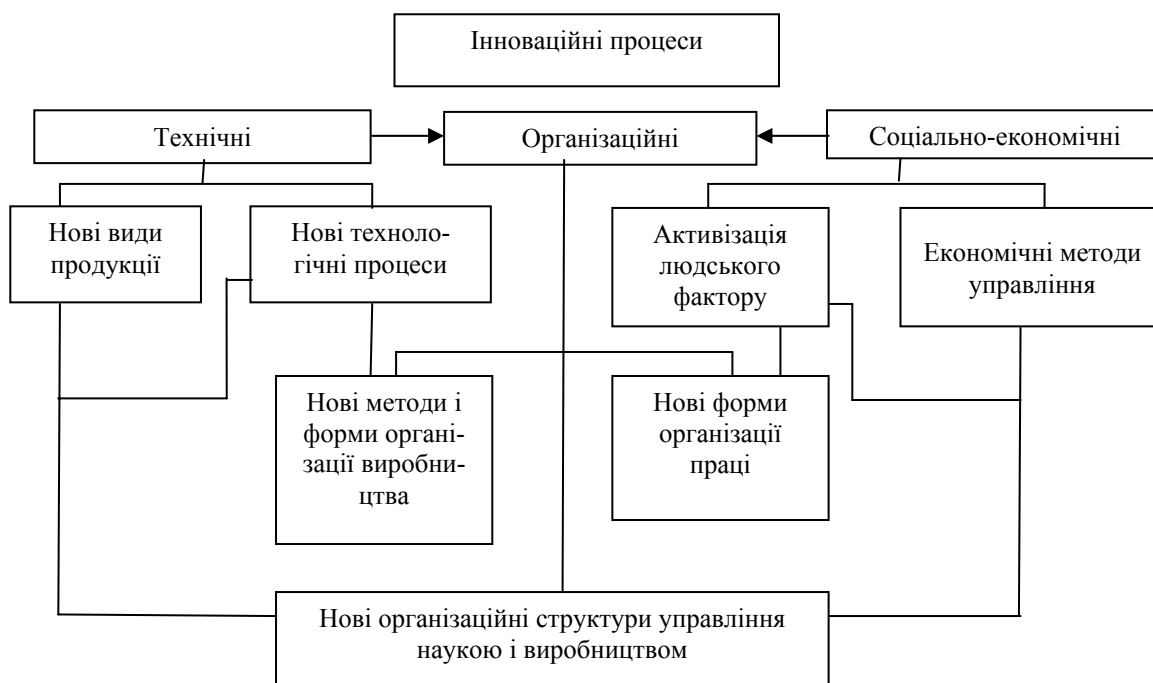 Інноваційні процеси
Технічні
Організаційні
Соціально-економічні
Нові види
продукції
Нові техноло-
гічні процеси
Активізація
людського
фактору
Економічні методи
управління
Нові методи і
форми органі-
зації виробни-
цтва
Нові форми
організації
праці
Нові організаційні структури управління
наукою і виробництвом